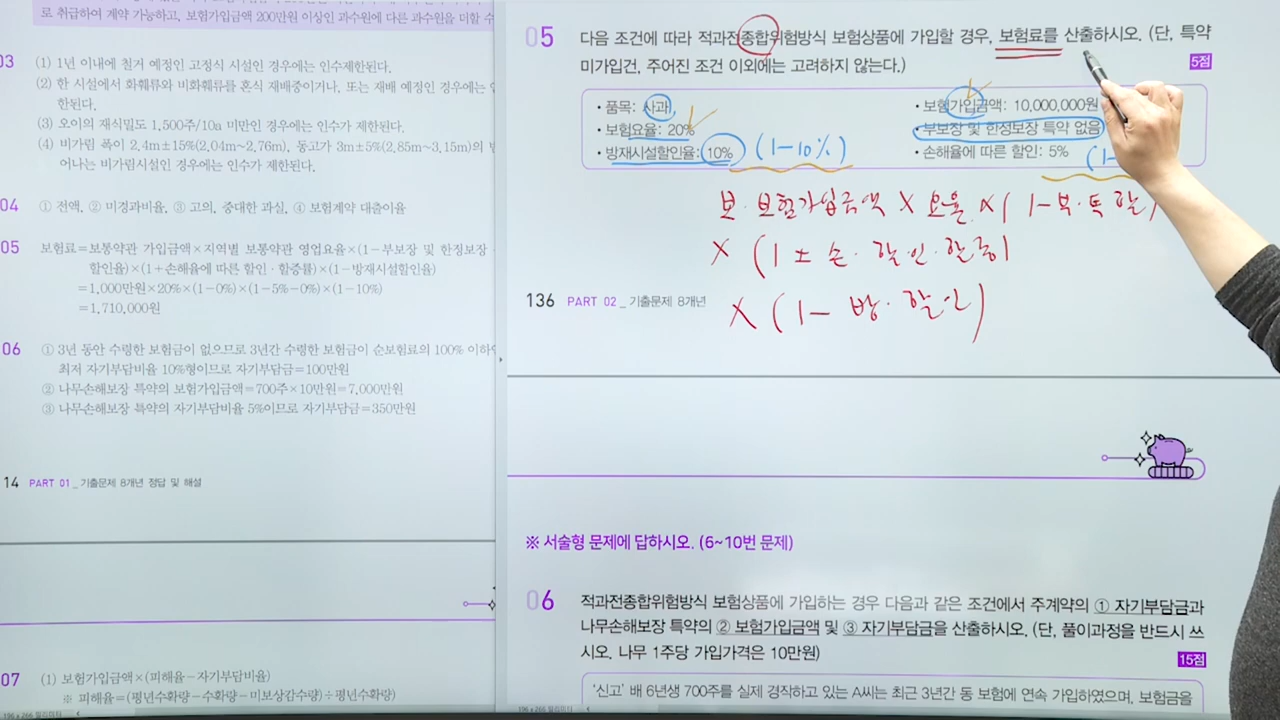 로 취급하여 계약 가능하고, 보험가입금액 200만원 이상인 과수원에 다른 과수원을 더할 수
03 (1) 1년 이내에 철거 예정인 고정식 시설인 경우에는 인수제한된다.
(2) 한 시설에서 화훼류와 비화훼류를 혼식 재배중이거나, 또는 재배 예정인 경우에는
한된다.
(3) 오이의 재식밀도 1,500주/10a 미만인 경우에는 인수가 제한된다.
(4) 비가림 폭이 2.4m±15%(2.04m~2.76m), 동고가 3m±5%(2.85m~3.15m)의
어나는 비가림시설인 경우에는 인수가 제한된다.
04 ① 전액, ② 미경과비율, ③ 고의, 중대한 과실, ④ 보험계약 대출이율
05 보험료=보통약관 가입금액×지역별 보통약관 영업요율×(1-부보장 및 한정보장
할인율)×(1+손해율에 따른 할인·할증률)×(1-방재시설할인율)
=1,000만원×20%×(1-0%)×(1-5%-0%)×(1-10%)
=1,710,000원
06 ① 3년 동안 수령한 보험금이 없으므로 3년간 수령한 보험금이 순보험료의 100% 이하
최저 자기부담비율 10%형이므로 자기부담금=100만원
② 나무손해보장 특약의 보험가입금액=700주×10만원=7,000만원
③ 나무손해보장 특약의 자기부담비율 5%이므로 자기부담금=350만원
14 PART 01_ 기출문제 8개년 정답 및 해설
07 (1) 보험가입금액×(피해율-자기부담비율)
※ 피해율=(평년수확량-수확량-미보상감수량)÷평년수확량
05 다음 조건에 따라 적과전종합위험방식 보험상품에 가입할 경우, 보험료를 산출하시오. (단, 특약
미가입건, 주어진 조건 이외에는 고려하지 않는다.) 5점
• 품목: 사과 • 보험가입금액: 10,000,000원
• 보험요율: 20% • 부보장 및 한정보장 특약 없음
• 방재시설할인율: 10% (1-10%) • 손해율에 따른 할인: 5% (1-
보·보험가입금액 × 요율 × (1-부·특 할)
× (1 ± 손·할인·할증)
× (1- 방·할인)
136 PART 02_ 기출문제 8개년
※ 서술형 문제에 답하시오. (6~10번 문제)
06 적과전종합위험방식 보험상품에 가입하는 경우 다음과 같은 조건에서 주계약의 ① 자기부담금과
나무손해보장 특약의 ② 보험가입금액 및 ③ 자기부담금을 산출하시오. (단, 풀이과정을 반드시 쓰
시오. 나무 1주당 가입가격은 10만원) 15점
'신고' 배 6년생 700주를 실제 경작하고 있는 A씨는 최근 3년간 동 보험에 연속 가입하였으며, 보험금을